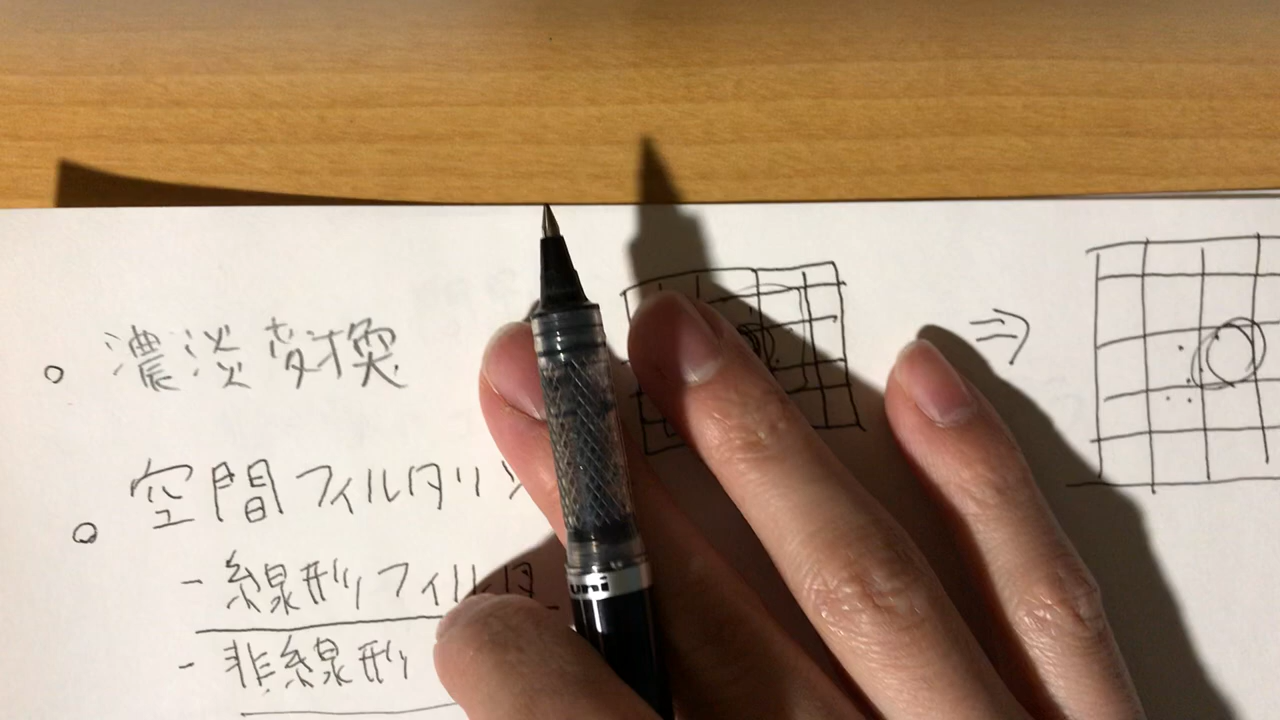 濃淡変換
空間フィルタリン
- 線形フィルタ
- 非線形
uni